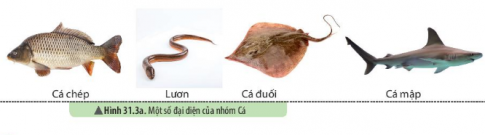 Cá chép Lươn Cá đuối Cá mập
▲Hình 31.3a. Một số đại diện của nhóm Cá